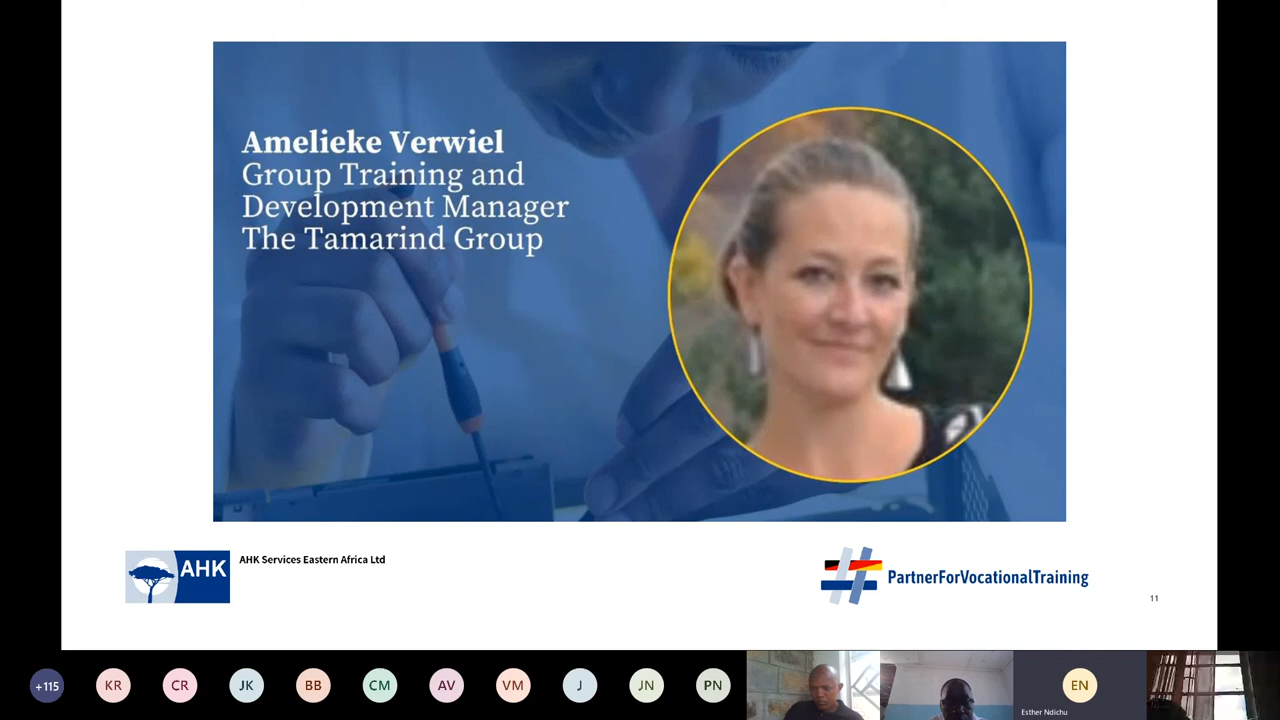 Amelieke Verwiel
Group Training and
Development Manager
The Tamarind Group
AHK
AHK Services Eastern Africa Ltd
PartnerForVocationalTraining
11
+115
KR
CR
JK
BB
CM
AV
VM
J
JN
PN
EN
Esther Ndichu